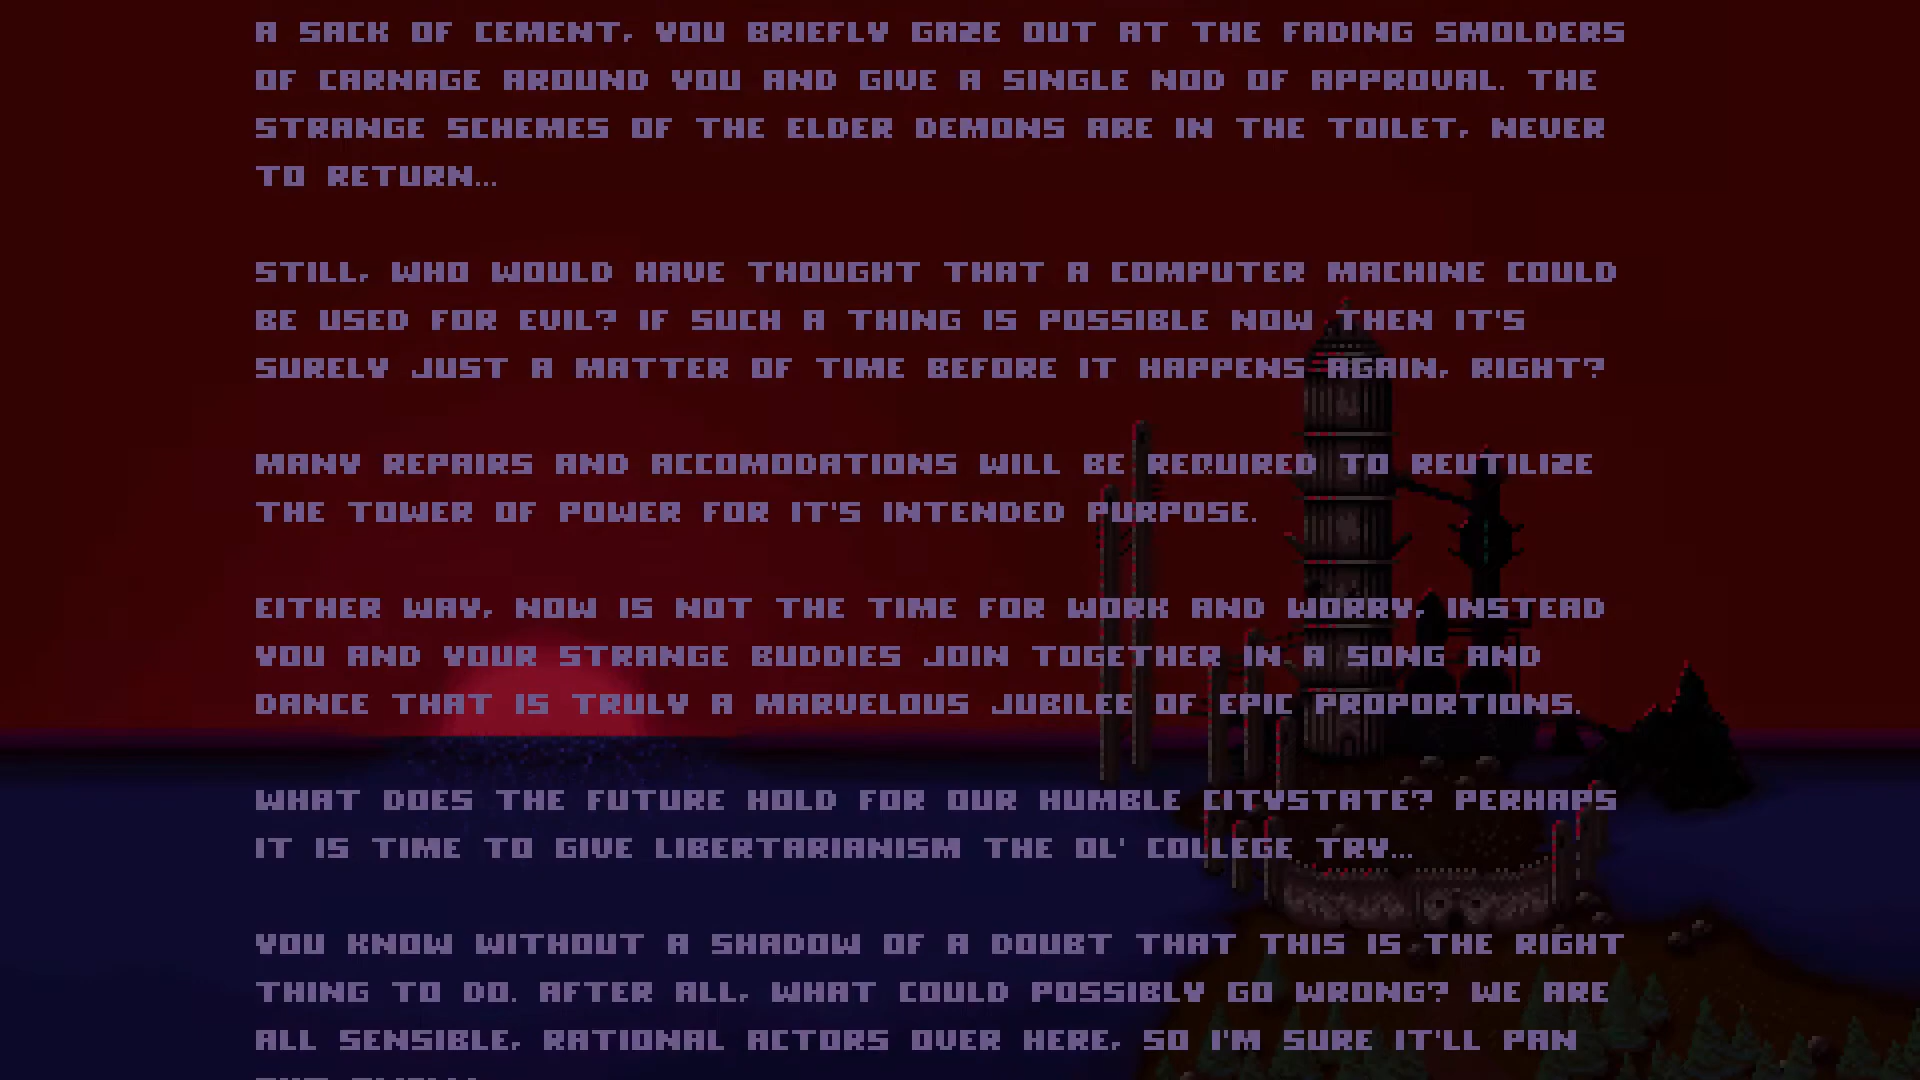 A SACK OF CEMENT, YOU BRIEFLY GAZE OUT AT THE FADING SMOLDERS
OF CARNAGE AROUND YOU AND GIVE A SINGLE NOD OF APPROVAL. THE
STRANGE SCHEMES OF THE ELDER DEMONS ARE IN THE TOILET, NEVER
TO RETURN...
STILL, WHO WOULD HAVE THOUGHT THAT A COMPUTER MACHINE COULD
BE USED FOR EVIL? IF SUCH A THING IS POSSIBLE NOW THEN IT'S
SURELY JUST A MATTER OF TIME BEFORE IT HAPPENS AGAIN, RIGHT?
MANY REPAIRS AND ACCOMODATIONS WILL BE REQUIRED TO REUTILIZE
THE TOWER OF POWER FOR IT'S INTENDED PURPOSE.
EITHER WAY, NOW IS NOT THE TIME FOR WORK AND WORRY, INSTEAD
YOU AND YOUR STRANGE BUDDIES JOIN TOGETHER IN A SONG AND
DANCE THAT IS TRULY A MARVELOUS JUBILEE OF EPIC PROPORTIONS.
WHAT DOES THE FUTURE HOLD FOR OUR HUMBLE CITYSTATE? PERHAPS
IT IS TIME TO GIVE LIBERTARIANISM THE OL' COLLEGE TRY...
YOU KNOW WITHOUT A SHADOW OF A DOUBT THAT THIS IS THE RIGHT
THING TO DO. AFTER ALL, WHAT COULD POSSIBLY GO WRONG? WE ARE
ALL SENSIBLE, RATIONAL ACTORS OVER HERE, SO I'M SURE IT'LL PAN